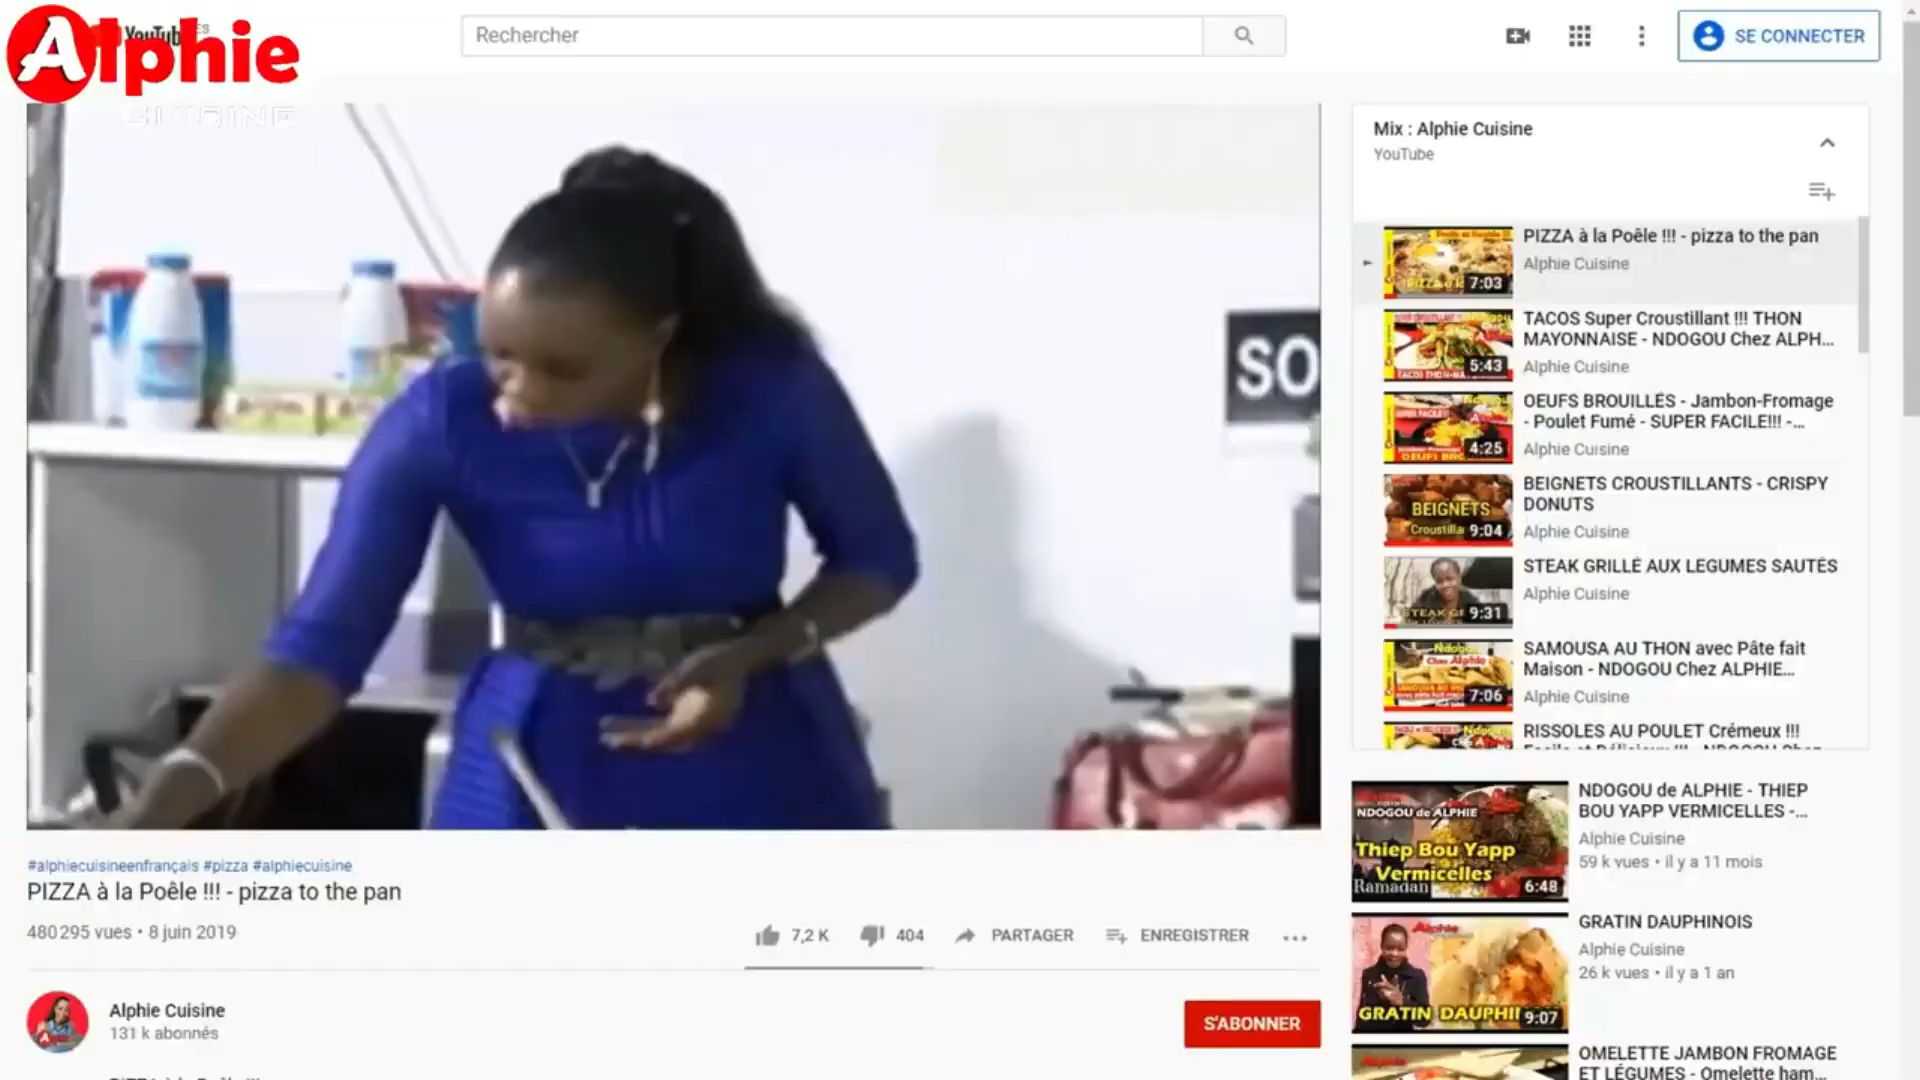 Alphie
CUISINE
YouTube
Rechercher
SE CONNECTER
SO
#alphiecuisineenfrançais #pizza #alphiecuisine
PIZZA à la Poêle !!! - pizza to the pan
480 295 vues • 8 juin 2019
7,2 K
404
PARTAGER
ENREGISTRER
Alphie Cuisine
131 k abonnés
S'ABONNER
Mix : Alphie Cuisine
YouTube
7:03
PIZZA à la Poêle !!! - pizza to the pan
Alphie Cuisine
5:43
TACOS Super Croustillant !!! THON
MAYONNAISE - NDOGOU Chez ALPH...
Alphie Cuisine
4:25
OEUFS BROUILLÉS - Jambon-Fromage
- Poulet Fumé - SUPER FACILE!!! -...
Alphie Cuisine
BEIGNETS
Croustilla
9:04
BEIGNETS CROUSTILLANTS - CRISPY
DONUTS
Alphie Cuisine
9:31
STEAK GRILLÉ AUX LEGUMES SAUTÉS
Alphie Cuisine
7:06
SAMOUSA AU THON avec Pâte fait
Maison - NDOGOU Chez ALPHIE...
Alphie Cuisine
RISSOLES AU POULET Crémeux !!!
NDOGOU de ALPHIE
Thiep Bou Yapp
Vermicelles
Ramadan
6:48
NDOGOU de ALPHIE - THIEP
BOU YAPP VERMICELLES -...
Alphie Cuisine
59 k vues • il y a 11 mois
Alphie
GRATIN DAUPHI
9:07
GRATIN DAUPHINOIS
Alphie Cuisine
26 k vues • il y a 1 an
OMELETTE JAMBON FROMAGE
ET LÉGUMES - Omelette ham...